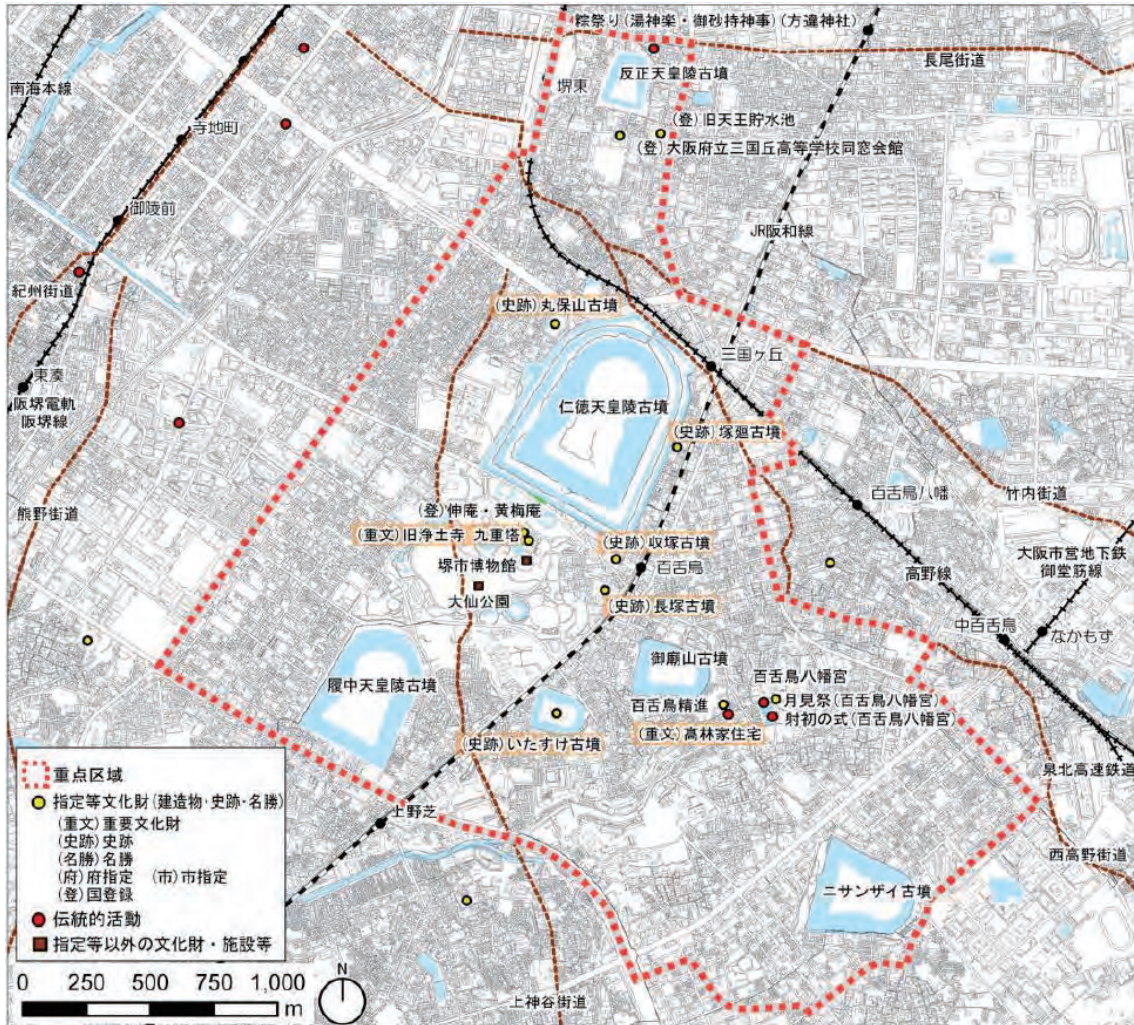 粽祭り(湯神楽・御砂持神事)(方違神社)
長尾街道
南海本線
堺東
反正天皇陵古墳
寺地町
(登)旧天王貯水池
(登)大阪府立三国丘高等学校同窓会館
御陵前
JR阪和線
紀州街道
(史跡)丸保山古墳
三国ヶ丘
東湊
阪堺電軌
阪堺線
仁徳天皇陵古墳
(史跡)塚廻古墳
百舌鳥八幡
竹内街道
熊野街道
(登)伸庵・黄梅庵
(重文)旧浄土寺 九重塔
(史跡)収塚古墳
大阪市営地下鉄
御堂筋線
堺市博物館
百舌鳥
高野線
大仙公園
(史跡)長塚古墳
中百舌鳥
なかもず
御廟山古墳
履中天皇陵古墳
百舌鳥八幡宮
百舌鳥精進
月見祭(百舌鳥八幡宮)
射初の式(百舌鳥八幡宮)
(重文)高林家住宅
(史跡)いたすけ古墳
泉北高速鉄道
上野芝
西高野街道
ニサンザイ古墳
上神谷街道
重点区域
指定等文化財(建造物・史跡・名勝)
(重文)重要文化財
(史跡)史跡
(名勝)名勝
(府)府指定 (市)市指定
(登)国登録
伝統的活動
指定等以外の文化財・施設等
0 250 500 750 1,000
m
N